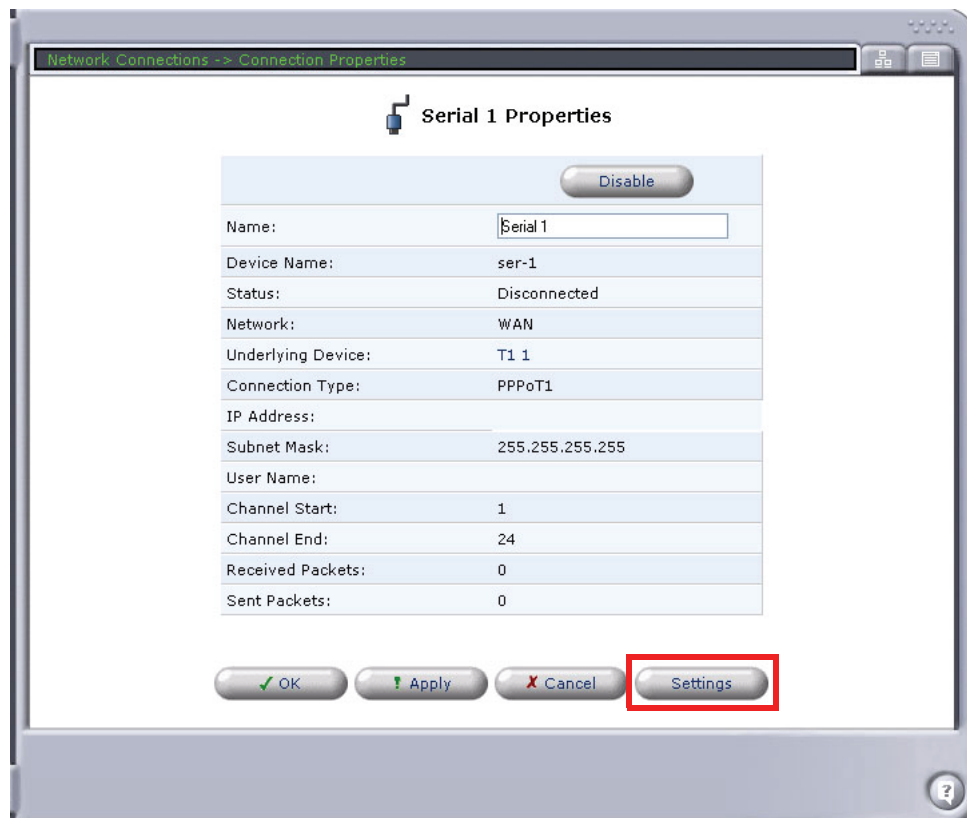 Network Connections -> Connection Properties
Serial 1 Properties
Disable
Name: Serial 1
Device Name: ser-1
Status: Disconnected
Network: WAN
Underlying Device: T1 1
Connection Type: PPPoT1
IP Address:
Subnet Mask: 255.255.255.255
User Name:
Channel Start: 1
Channel End: 24
Received Packets: 0
Sent Packets: 0
OK Apply Cancel Settings
?